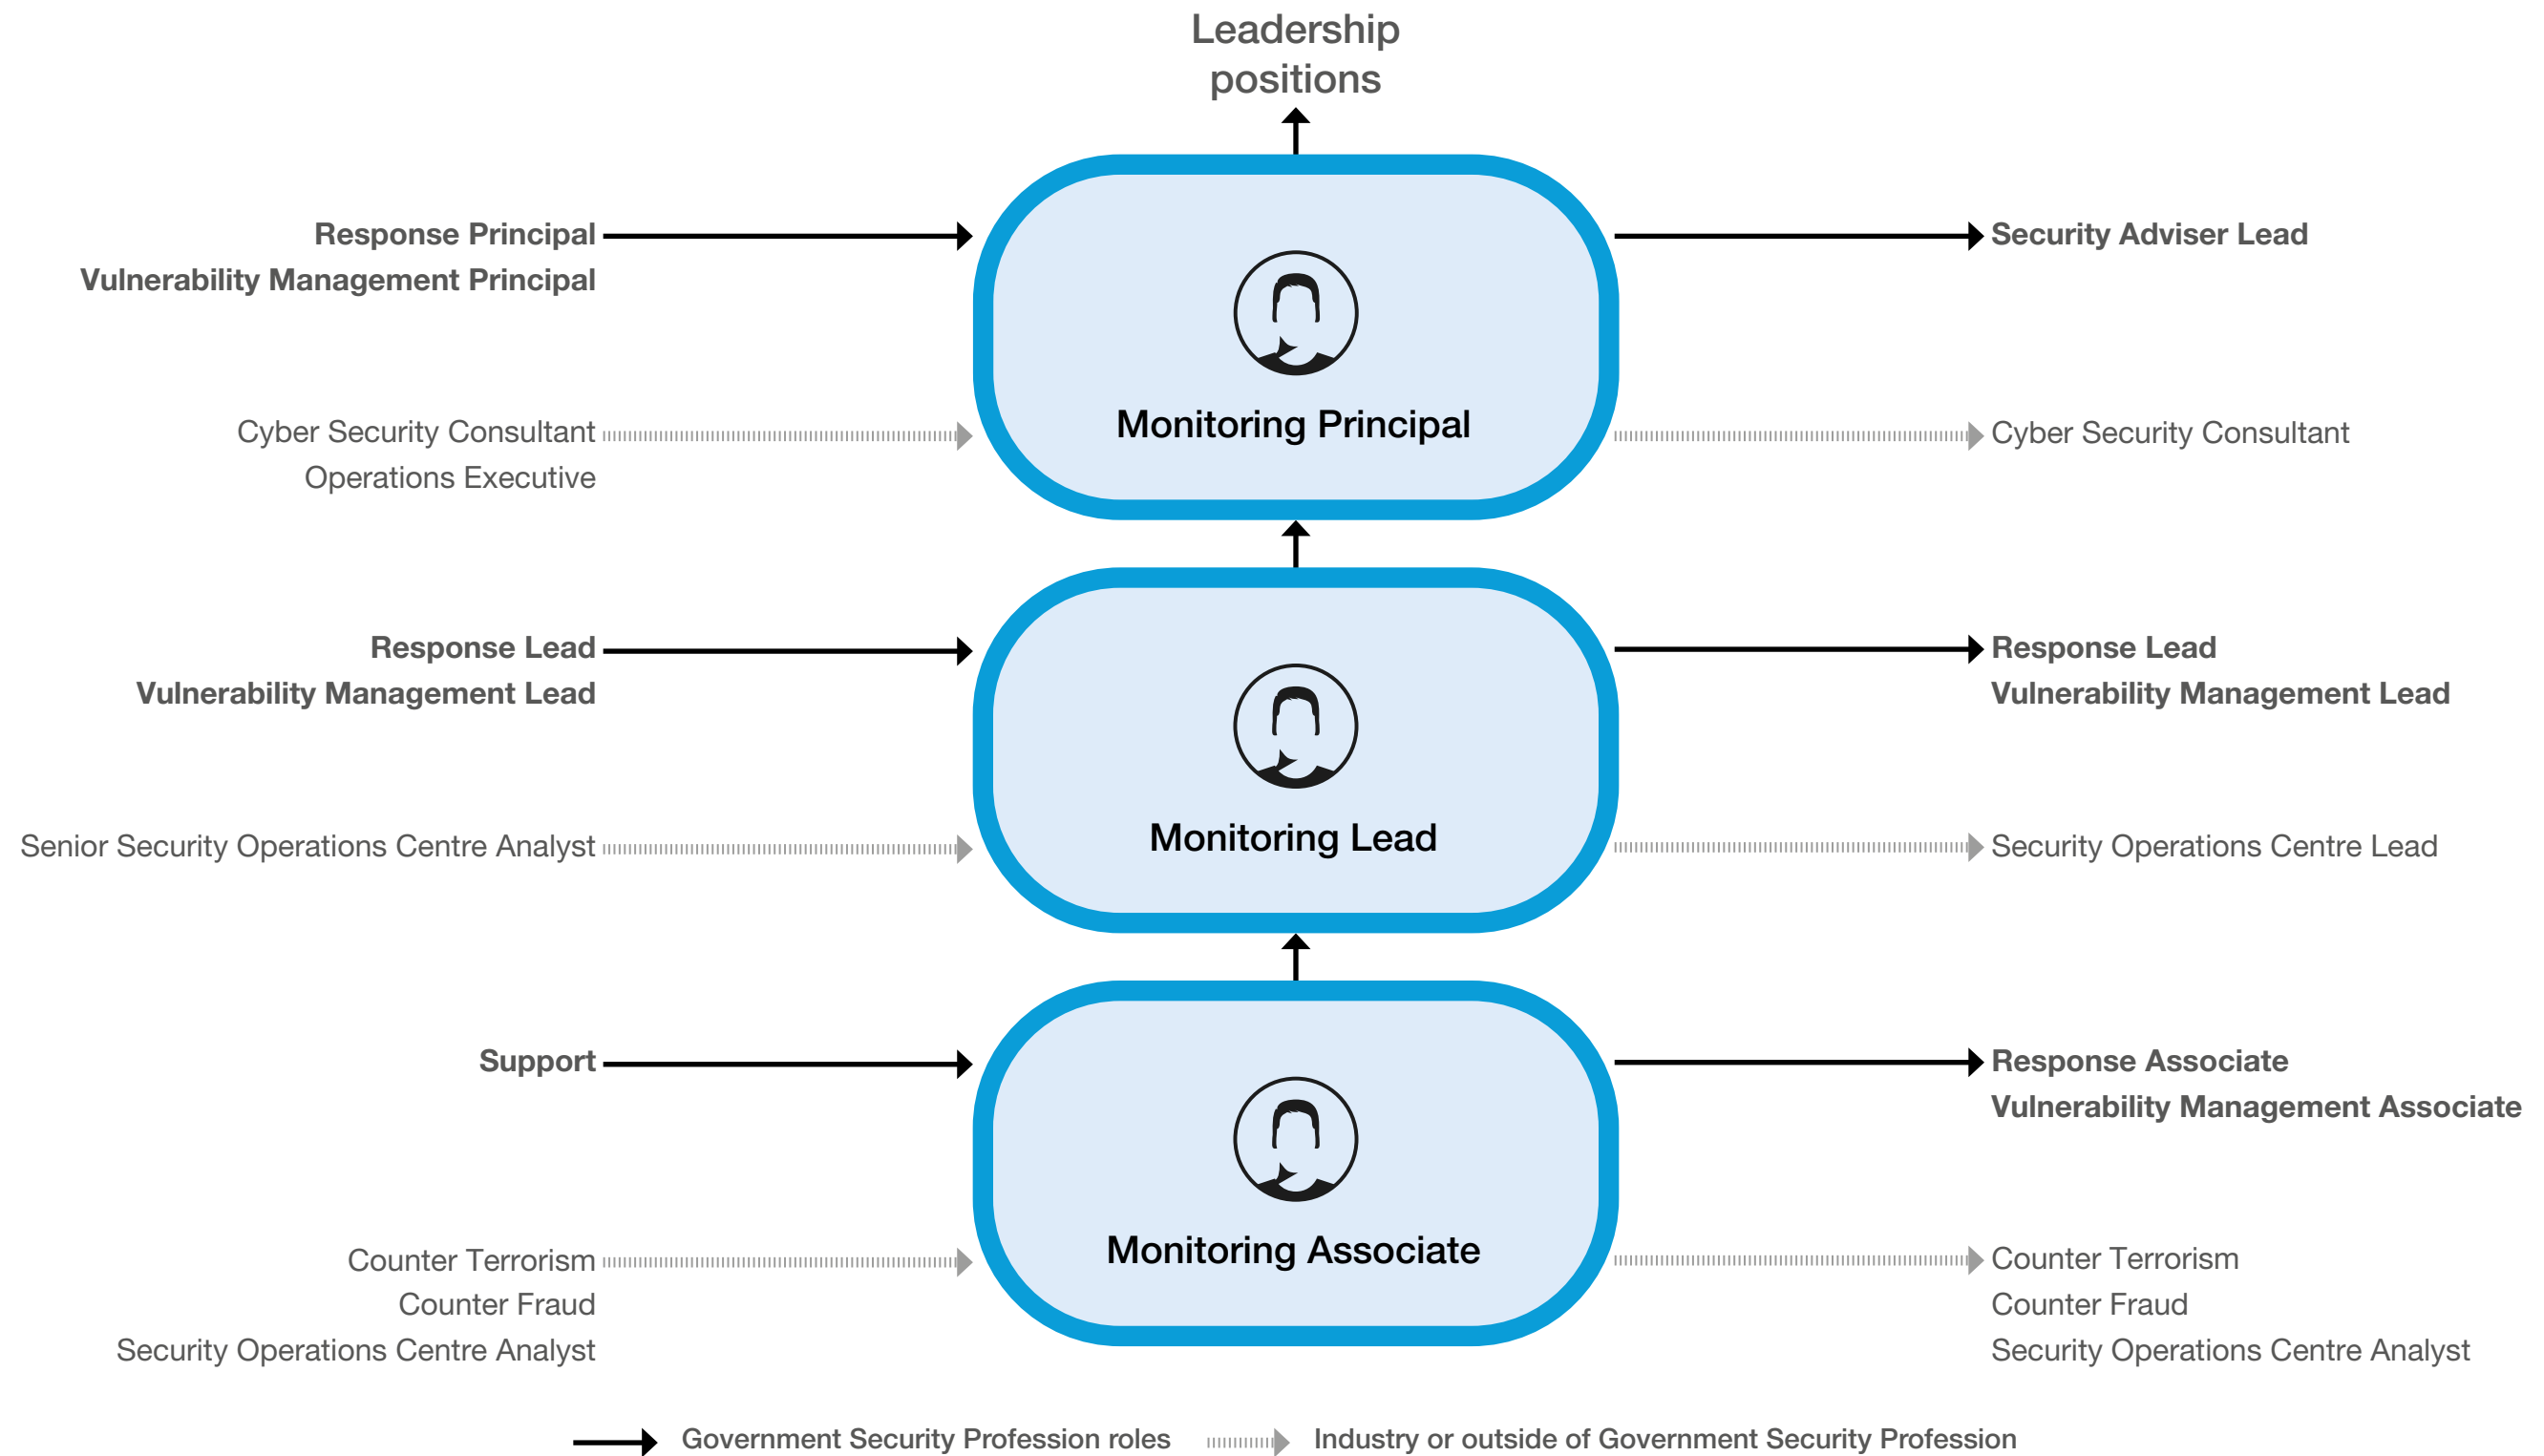 Leadership
positions
Response Principal
Vulnerability Management Principal
Security Adviser Lead
Cyber Security Consultant
Operations Executive
Monitoring Principal
Cyber Security Consultant
Response Lead
Vulnerability Management Lead
Response Lead
Vulnerability Management Lead
Senior Security Operations Centre Analyst
Monitoring Lead
Security Operations Centre Lead
Support
Response Associate
Vulnerability Management Associate
Counter Terrorism
Counter Fraud
Security Operations Centre Analyst
Monitoring Associate
Counter Terrorism
Counter Fraud
Security Operations Centre Analyst
Government Security Profession roles
Industry or outside of Government Security Profession